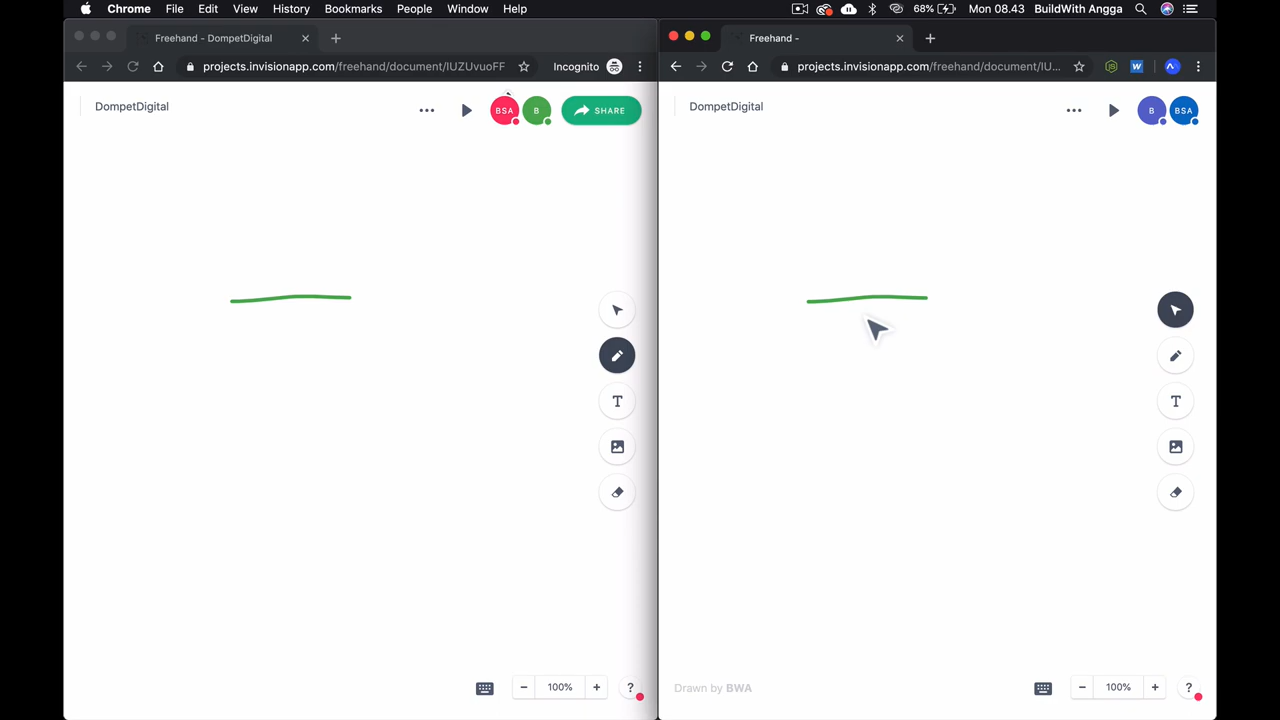 Chrome File Edit View History Bookmarks People Window Help 68% Mon 08.43 BuildWith Angga
Freehand - DompetDigital
projects.invisionapp.com/freehand/document/IUZUvuoFF Incognito
DompetDigital
BSA B SHARE
T
100%
?
Freehand -
projects.invisionapp.com/freehand/document/IU...
DompetDigital
B BSA
T
Drawn by BWA
100%
?